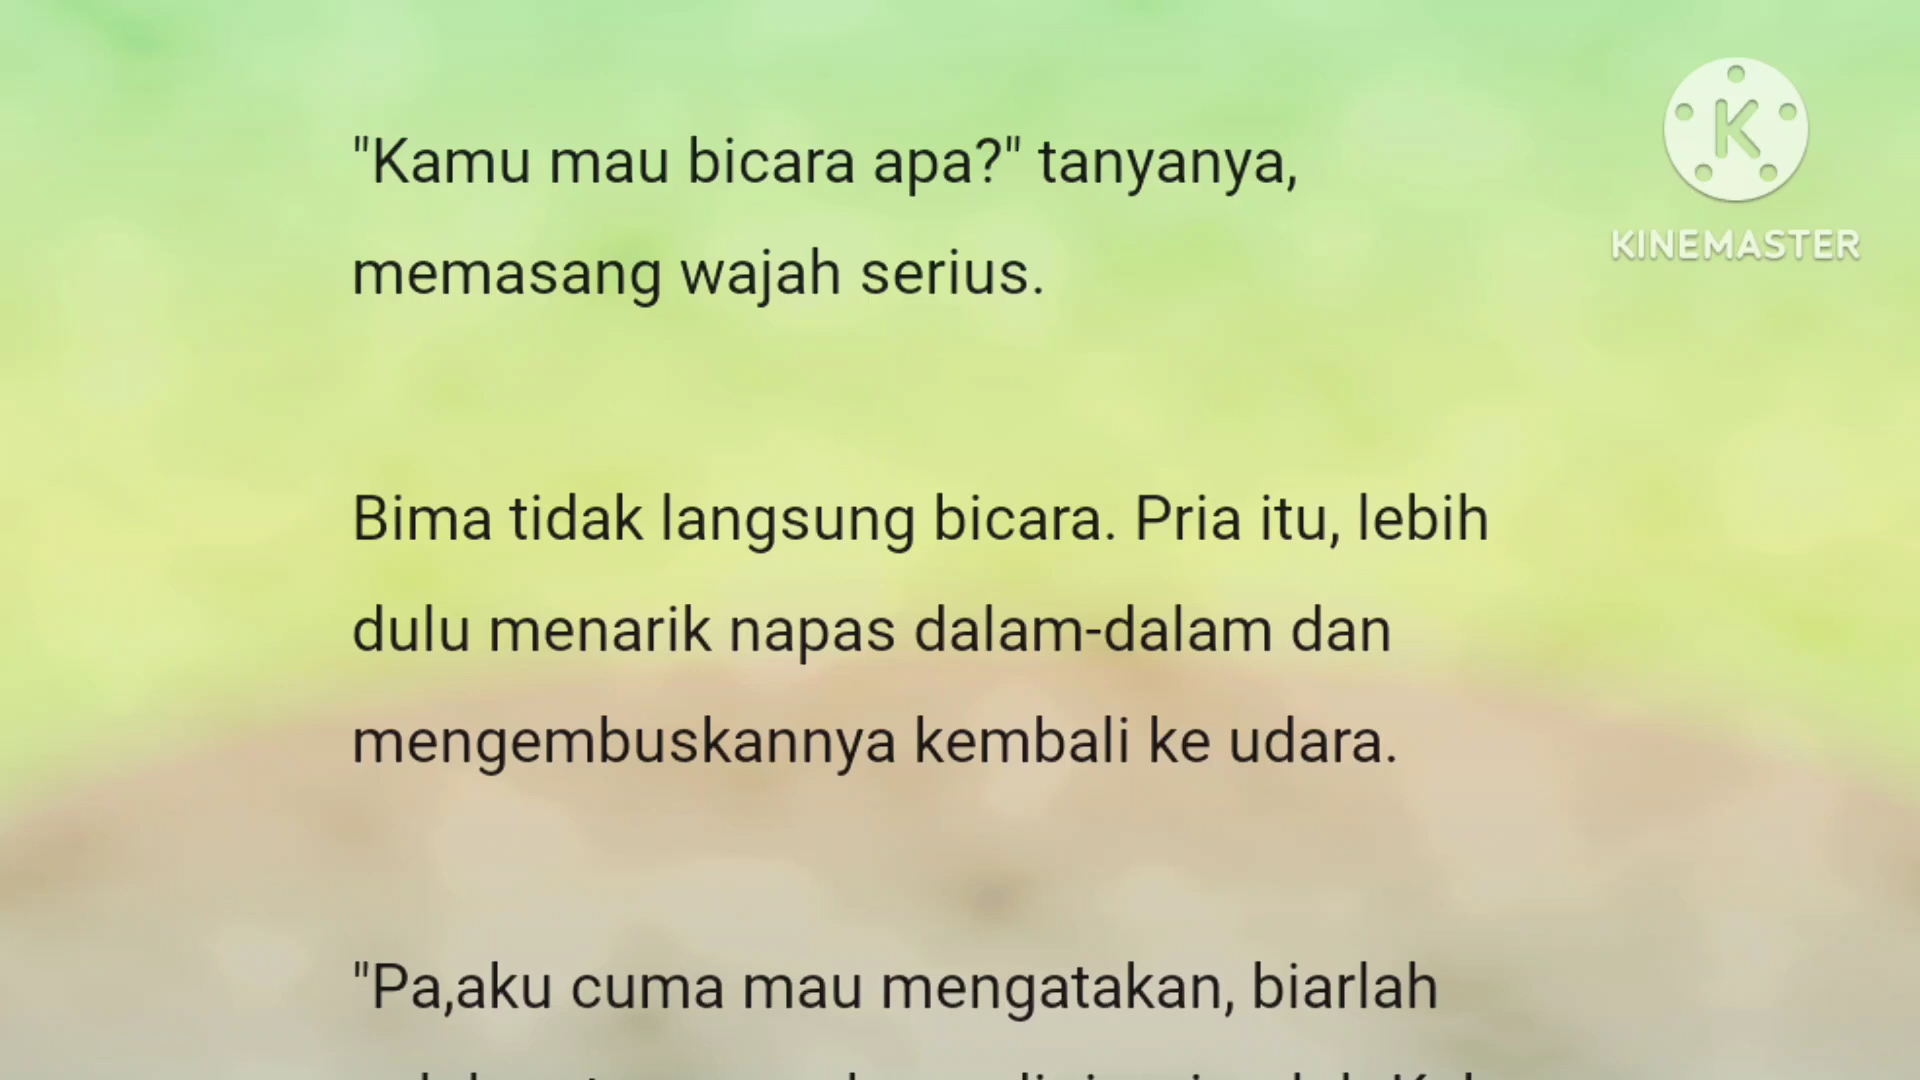 "Kamu mau bicara apa?" tanyanya,
memasang wajah serius.
Bima tidak langsung bicara. Pria itu, lebih
dulu menarik napas dalam-dalam dan
mengembuskannya kembali ke udara.
"Pa,aku cuma mau mengatakan, biarlah
K
KINEMASTER